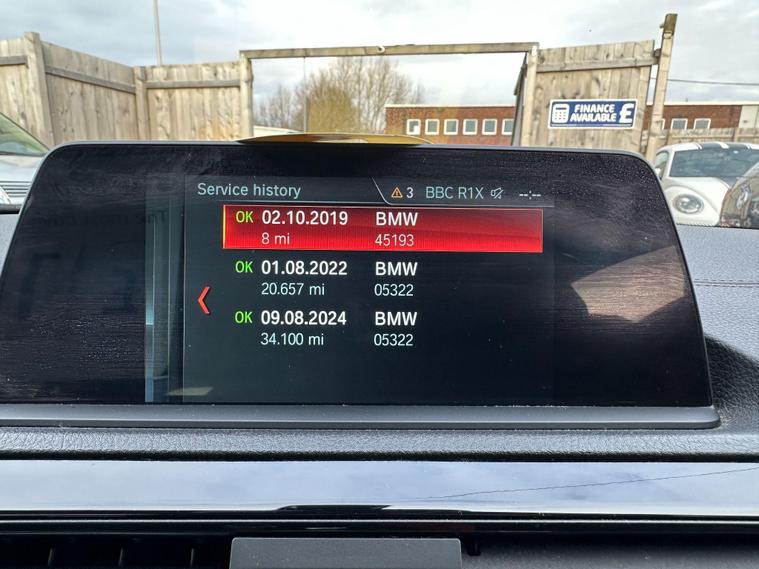 FINANCE
AVAILABLE £
Service history 3 BBC R1X --:--
OK 02.10.2019 BMW
8 mi 45193
OK 01.08.2022 BMW
20.657 mi 05322
OK 09.08.2024 BMW
34.100 mi 05322